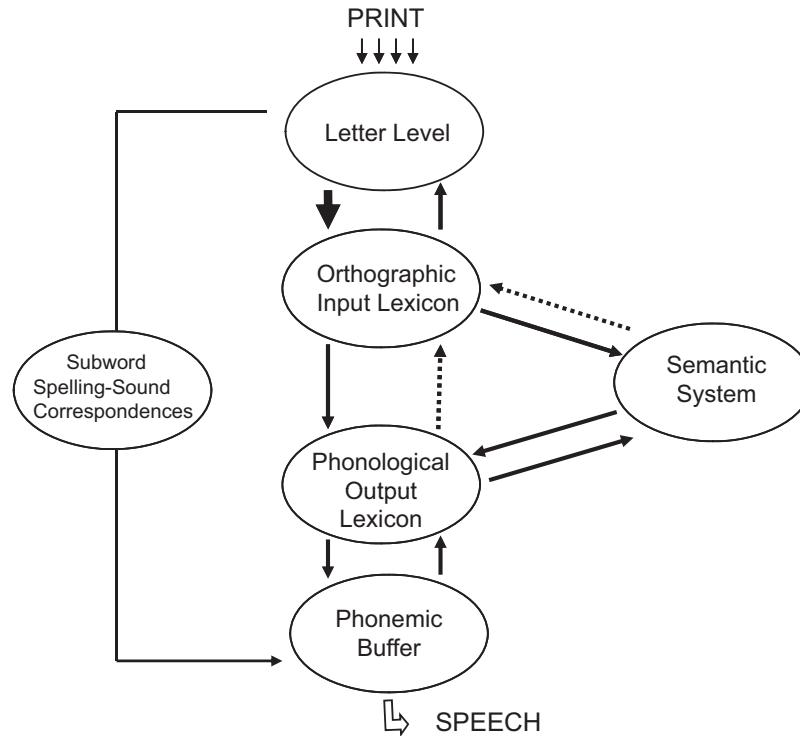 PRINT
Letter Level
Orthographic
Input Lexicon
Semantic
System
Subword
Spelling-Sound
Correspondences
Phonological
Output
Lexicon
Phonemic
Buffer
SPEECH